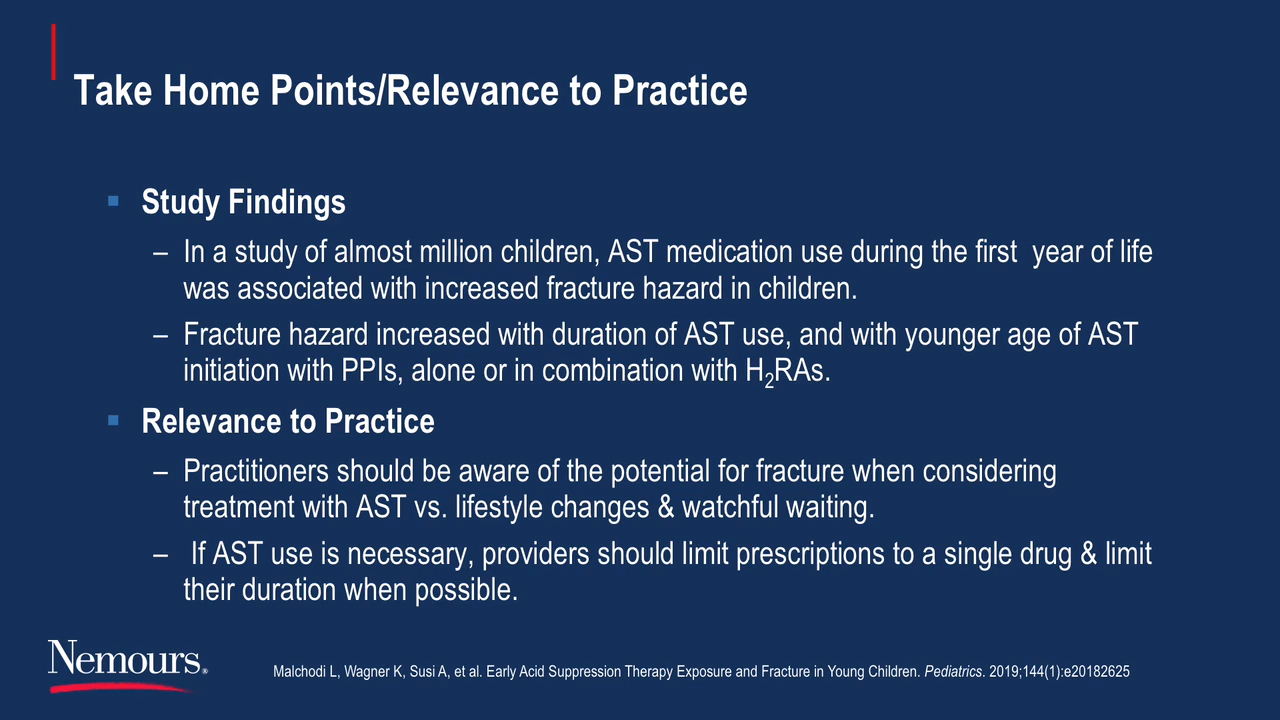 Take Home Points/Relevance to Practice
▪ Study Findings
– In a study of almost million children, AST medication use during the first  year of life
was associated with increased fracture hazard in children.
– Fracture hazard increased with duration of AST use, and with younger age of AST
initiation with PPIs, alone or in combination with H₂RAs.
▪ Relevance to Practice
– Practitioners should be aware of the potential for fracture when considering
treatment with AST vs. lifestyle changes & watchful waiting.
–  If AST use is necessary, providers should limit prescriptions to a single drug & limit
their duration when possible.
Nemours®
Malchodi L, Wagner K, Susi A, et al. Early Acid Suppression Therapy Exposure and Fracture in Young Children. Pediatrics. 2019;144(1):e20182625